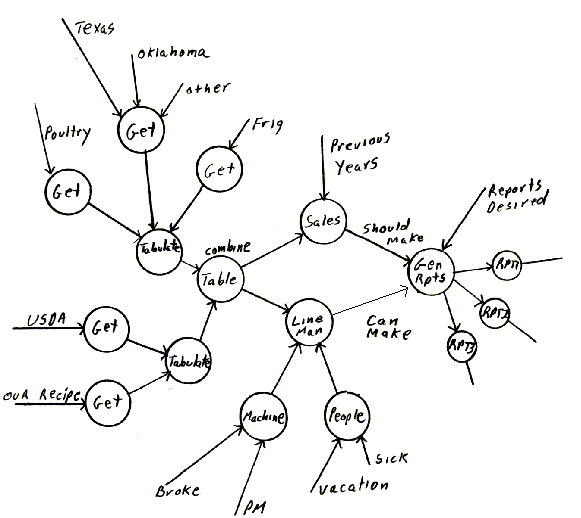 Texas
Oklahoma
other
Get
Poultry
Get
Frig
Get
Tabulate
combine
Table
Previous
Years
Sales
Should
Make
Reports
Desired
Gen
Rpts
RPT1
RPT2
RPT3
USDA
Get
Tabulate
OUR Recipe
Get
Line
Man
Can
Make
Machine
People
Broke
PM
Vacation
Sick